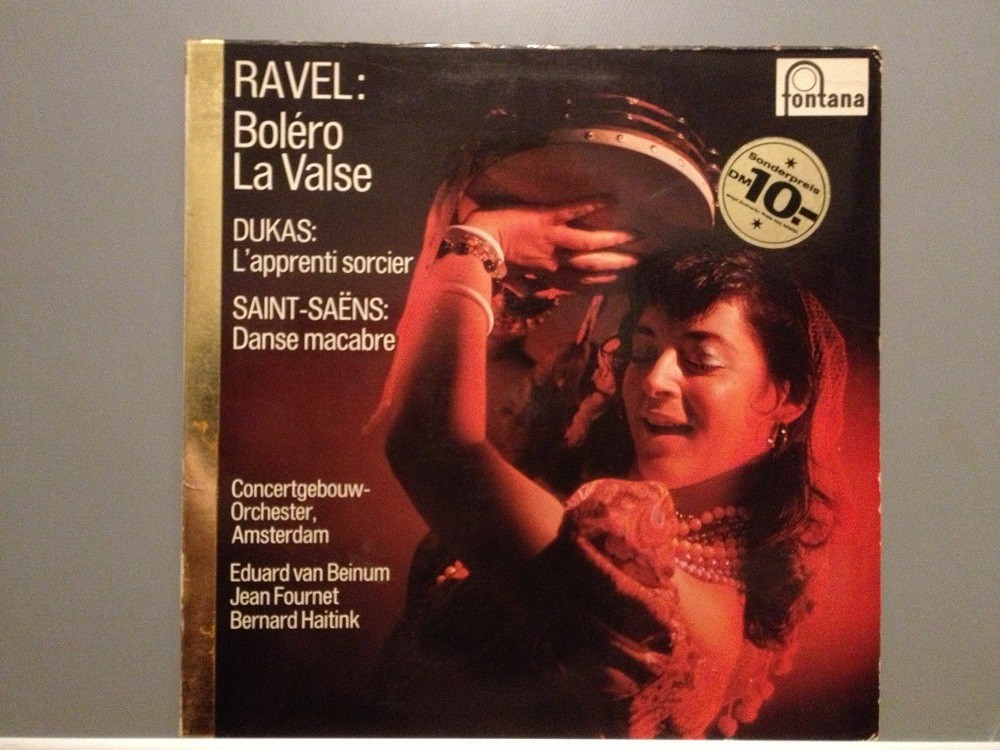 RAVEL:
Boléro
La Valse
DUKAS:
L'apprenti sorcier
SAINT-SAËNS:
Danse macabre
Concertgebouw-
Orchester,
Amsterdam
Eduard van Beinum
Jean Fournet
Bernard Haitink
fontana
Sonderpreis
DM 10.-